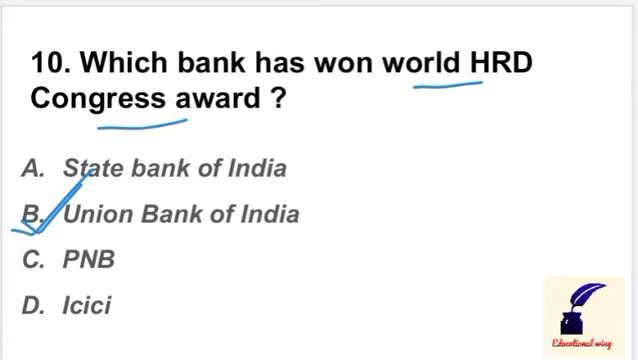 10. Which bank has won world HRD
Congress award ?
A. State bank of India
B. Union Bank of India
C. PNB
D. Icici
Educational wing